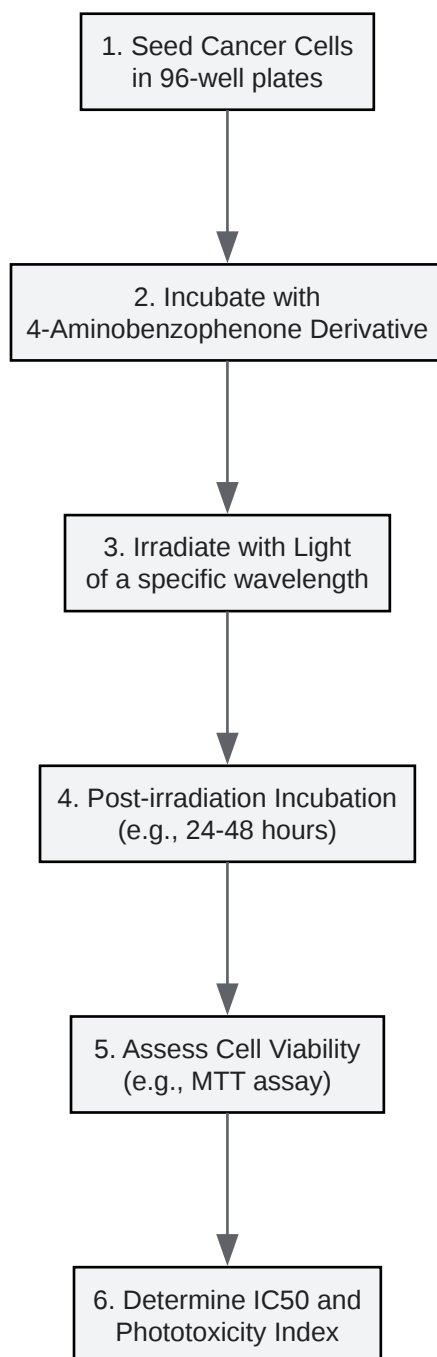 1. Seed Cancer Cells
in 96-well plates
2. Incubate with
4-Aminobenzophenone Derivative
3. Irradiate with Light
of a specific wavelength
4. Post-irradiation Incubation
(e.g., 24-48 hours)
5. Assess Cell Viability
(e.g., MTT assay)
6. Determine IC50 and
Phototoxicity Index